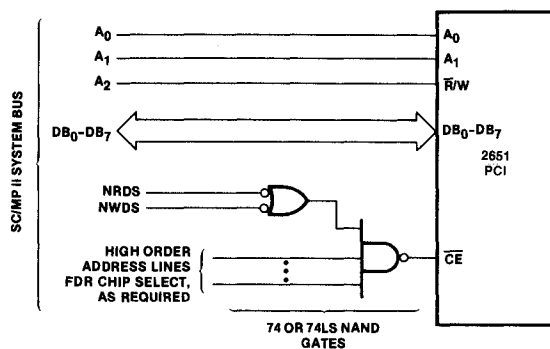 SC/MP II SYSTEM BUS
A0
A0
A1
A1
A2
R̅/W
DB0-DB7
DB0-DB7
2651
PCI
NRDS
NWDS
HIGH ORDER
ADDRESS LINES
FDR CHIP SELECT,
AS REQUIRED
C̅E̅
74 OR 74LS NAND
GATES